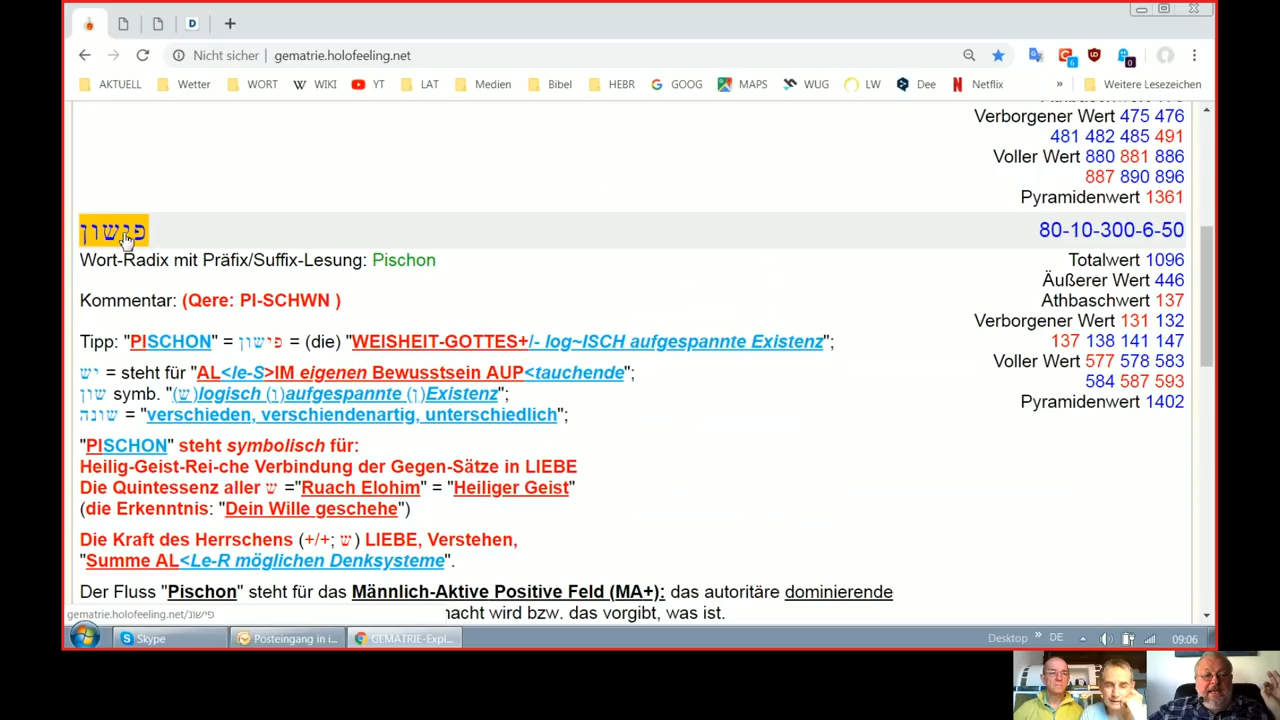 D
Nicht sicher | gematrie.holofeeling.net
AKTUELL Wetter WORT WIKI YT LAT Medien Bibel HEBR GOOG MAPS WUG LW Dee Netflix » Weitere Lesezeichen
Verborgener Wert 475 476
481 482 485 491
Voller Wert 880 881 886
887 890 896
Pyramidenwert 1361
פישון 80-10-300-6-50
Wort-Radix mit Präfix/Suffix-Lesung: Pischon
Totalwert 1096
Äußerer Wert 446
Kommentar: (Qere: PI-SCHWN )
Athbaschwert 137
Verborgener Wert 131 132
Tipp: "PISCHON" = פישון = (die) "WEISHEIT-GOTTES+/- log~ISCH aufgespannte Existenz";
137 138 141 147
Voller Wert 577 578 583
יש = steht für "AL<le-S>IM eigenen Bewusstsein AUP<tauchende";
584 587 593
שון symb. "(ש)logisch (ו)aufgespannte (ן)Existenz";
Pyramidenwert 1402
שונה = "verschieden, verschiendenartig, unterschiedlich";
"PISCHON" steht symbolisch für:
Heilig-Geist-Rei-che Verbindung der Gegen-Sätze in LIEBE
Die Quintessenz aller ש ="Ruach Elohim" = "Heiliger Geist"
(die Erkenntnis: "Dein Wille geschehe")
Die Kraft des Herrschens (+/+; ש) LIEBE, Verstehen,
"Summe AL<Le-R möglichen Denksysteme".
Der Fluss "Pischon" steht für das Männlich-Aktive Positive Feld (MA+): das autoritäre dominierende
gematrie.holofeeling.net/פישונ
nacht wird bzw. das vorgibt, was ist.
Skype Posteingang in i... GEMATRIE-Expl... Desktop » DE 09:06